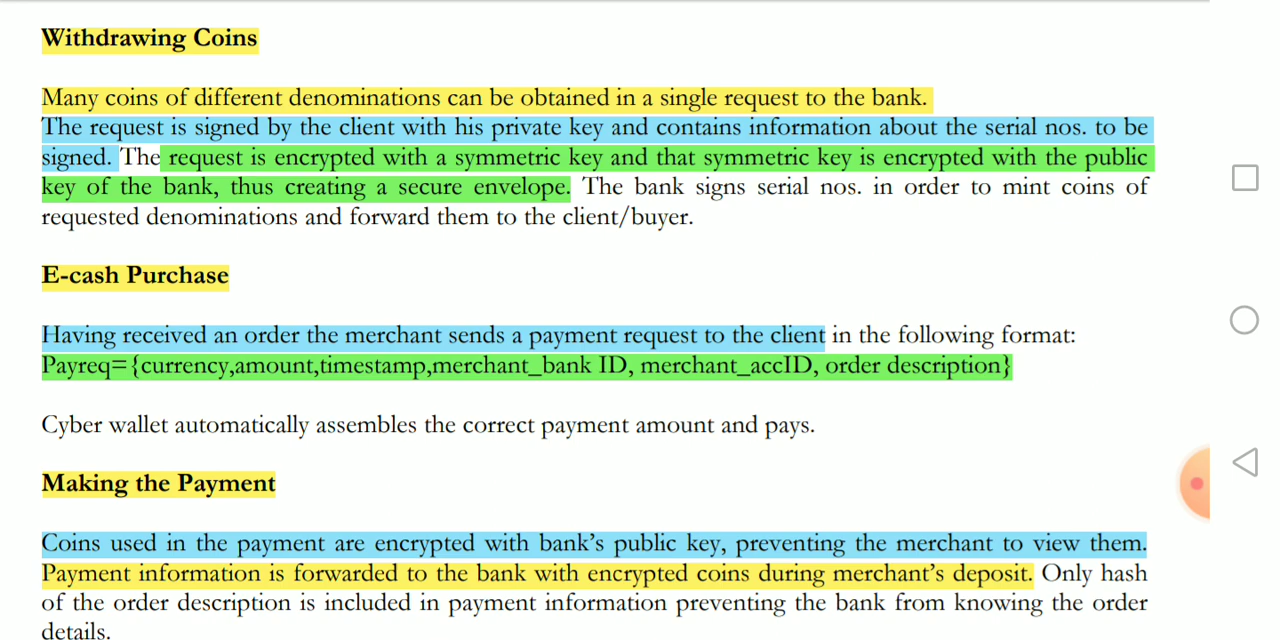 Withdrawing Coins
Many coins of different denominations can be obtained in a single request to the bank.
The request is signed by the client with his private key and contains information about the serial nos. to be
signed. The request is encrypted with a symmetric key and that symmetric key is encrypted with the public
key of the bank, thus creating a secure envelope. The bank signs serial nos. in order to mint coins of
requested denominations and forward them to the client/buyer.
E-cash Purchase
Having received an order the merchant sends a payment request to the client in the following format:
Payreq={currency,amount,timestamp,merchant_bank ID, merchant_accID, order description}
Cyber wallet automatically assembles the correct payment amount and pays.
Making the Payment
Coins used in the payment are encrypted with bank's public key, preventing the merchant to view them.
Payment information is forwarded to the bank with encrypted coins during merchant's deposit. Only hash
of the order description is included in payment information preventing the bank from knowing the order
details.